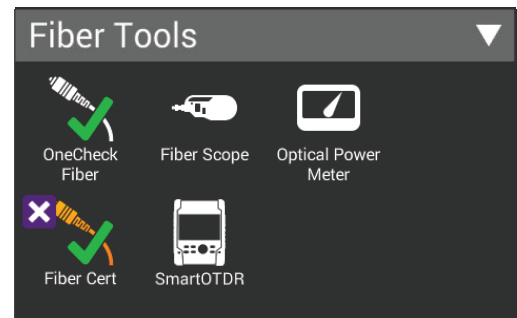 Fiber Tools
OneCheck
Fiber
Fiber Scope
Optical Power
Meter
Fiber Cert
SmartOTDR